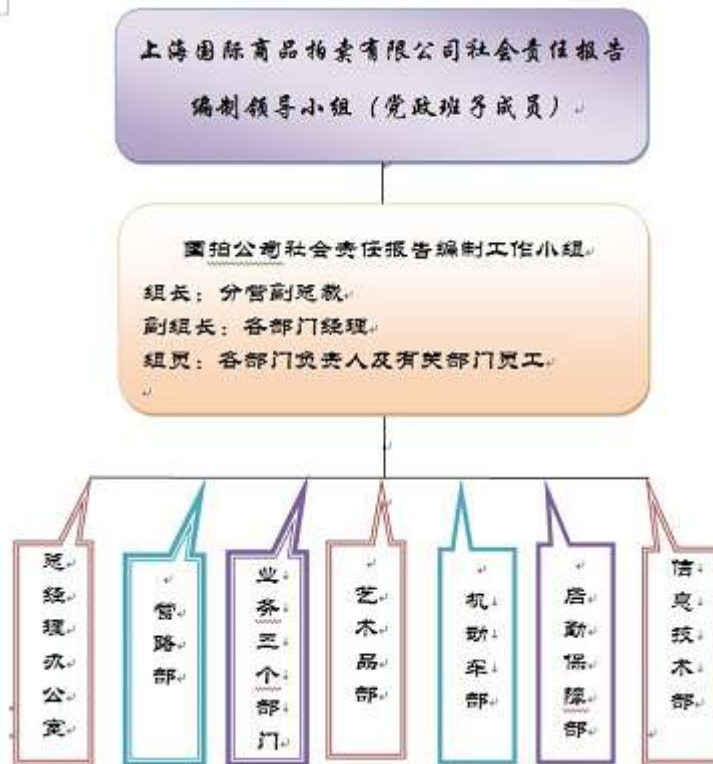 上海国际商品拍卖有限公司社会责任报告
编制领导小组（党政班子成员）
国拍公司社会责任报告编制工作小组
组长：分管副总裁
副组长：各部门经理
组员：各部门负责人及有关部门员工
总经理办公室
营路部
业务三个部门
艺术品部
机动车部
后勤保障部
信息技术部